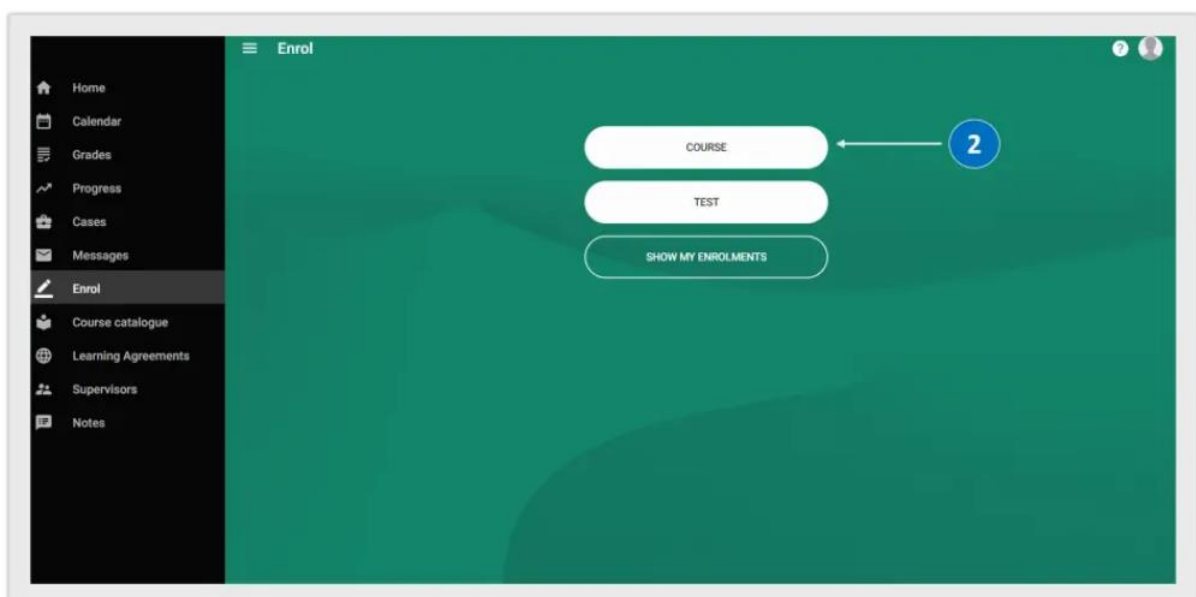 Enrol
?
Home
Calendar
Grades
Progress
Cases
Messages
Enrol
Course catalogue
Learning Agreements
Supervisors
Notes
COURSE
2
TEST
SHOW MY ENROLMENTS